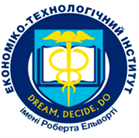 ЕКОНОМІКО-ТЕХНОЛОГІЧНИЙ ІНСТИТУТ
DREAM, DECIDE, DO
імені Роберта Ельворті